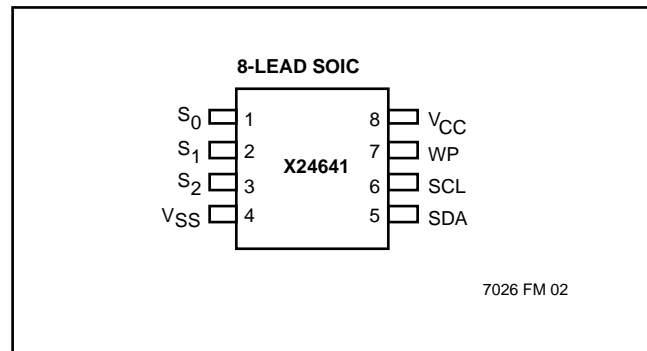 8-LEAD SOIC
S0 1 8 VCC
S1 2 X24641 7 WP
S2 3 6 SCL
VSS 4 5 SDA
7026 FM 02